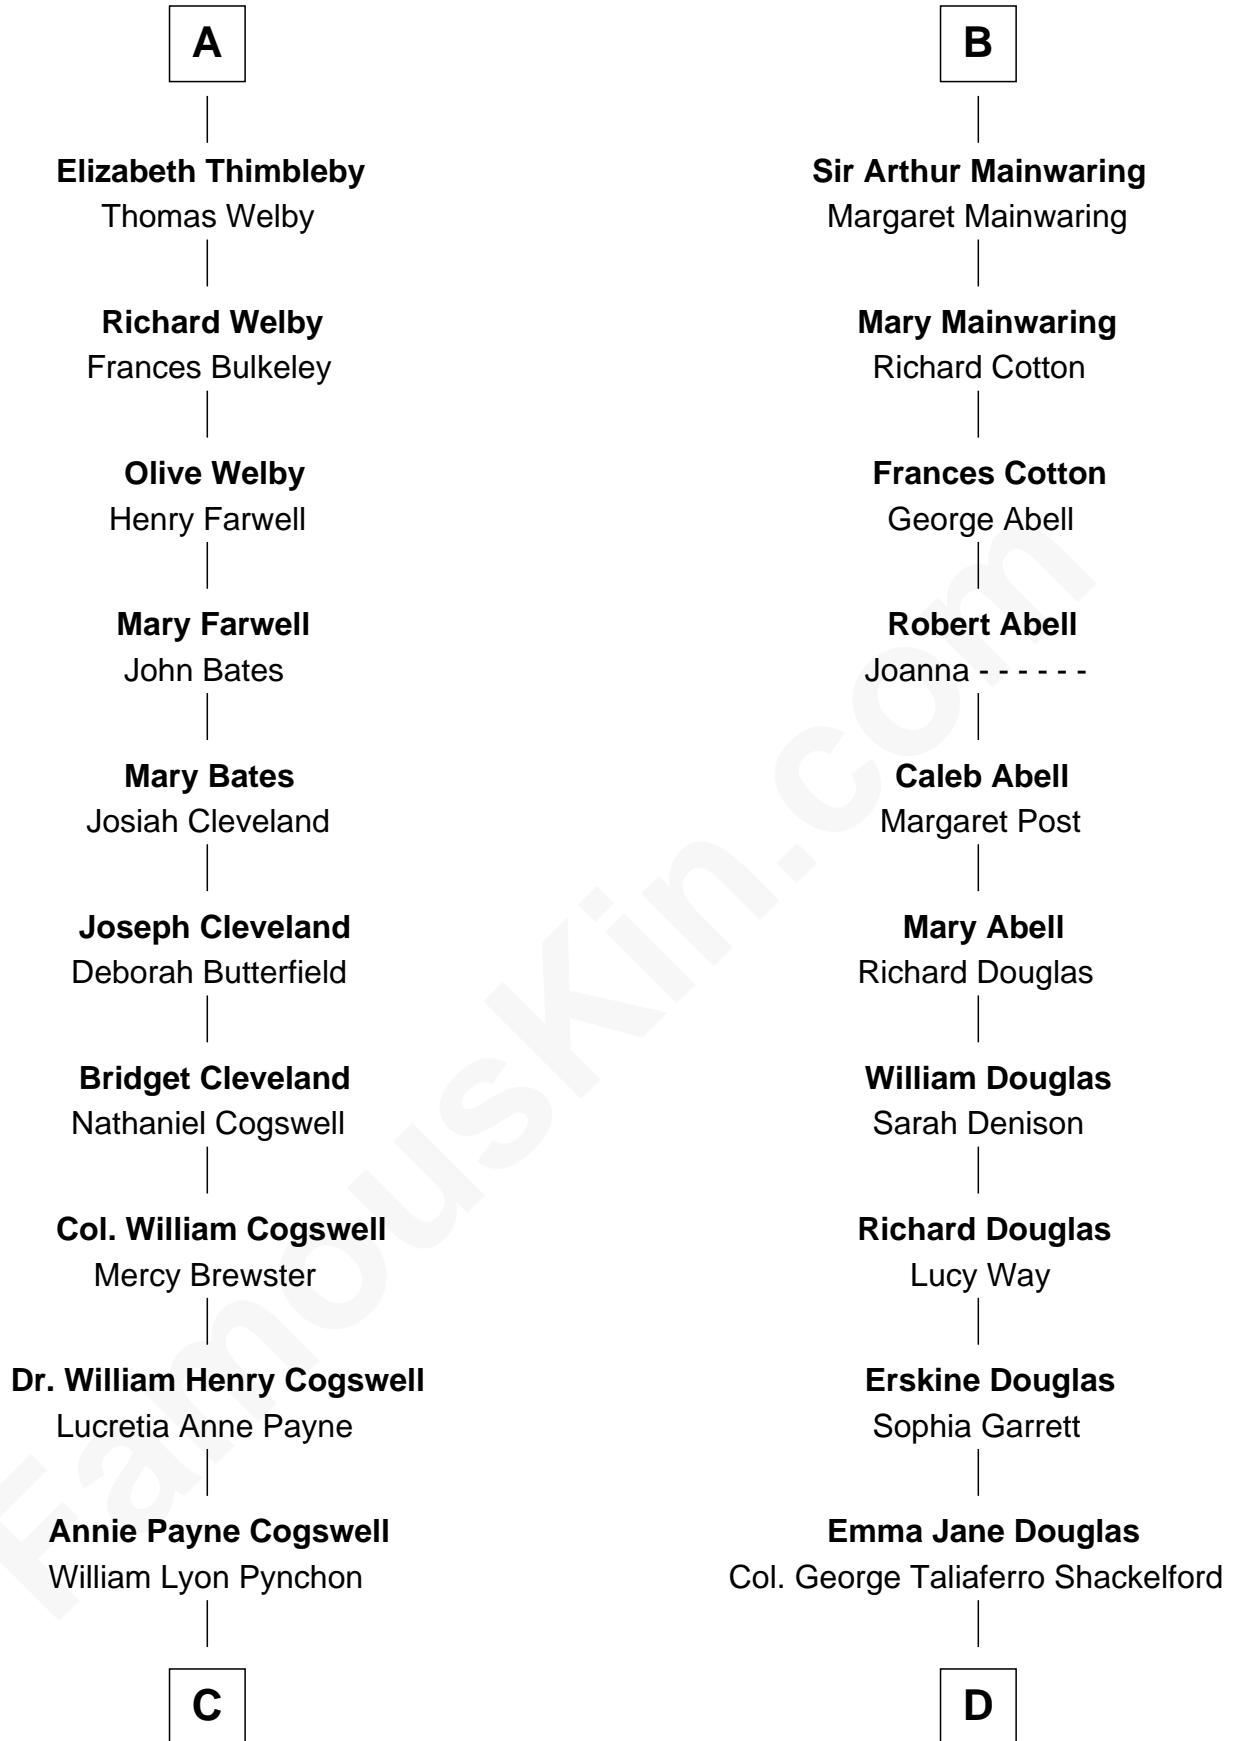 A
Elizabeth Thimbleby
Thomas Welby
Richard Welby
Frances Bulkeley
Olive Welby
Henry Farwell
Mary Farwell
John Bates
Mary Bates
Josiah Cleveland
Joseph Cleveland
Deborah Butterfield
Bridget Cleveland
Nathaniel Cogswell
Col. William Cogswell
Mercy Brewster
Dr. William Henry Cogswell
Lucretia Anne Payne
Annie Payne Cogswell
William Lyon Pynchon
C
B
Sir Arthur Mainwaring
Margaret Mainwaring
Mary Mainwaring
Richard Cotton
Frances Cotton
George Abell
Robert Abell
Joanna - - - - - -
Caleb Abell
Margaret Post
Mary Abell
Richard Douglas
William Douglas
Sarah Denison
Richard Douglas
Lucy Way
Erskine Douglas
Sophia Garrett
Emma Jane Douglas
Col. George Taliaferro Shackelford
D
FamousKin.com